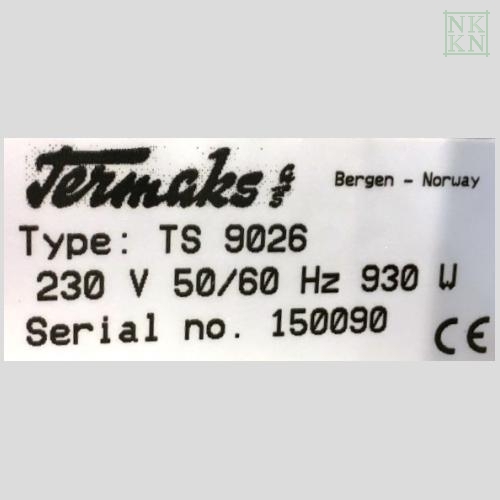 NK
KN
Termaks a/s Bergen - Norway
Type: TS 9026
230 V 50/60 Hz 930 W
Serial no. 150090
CE